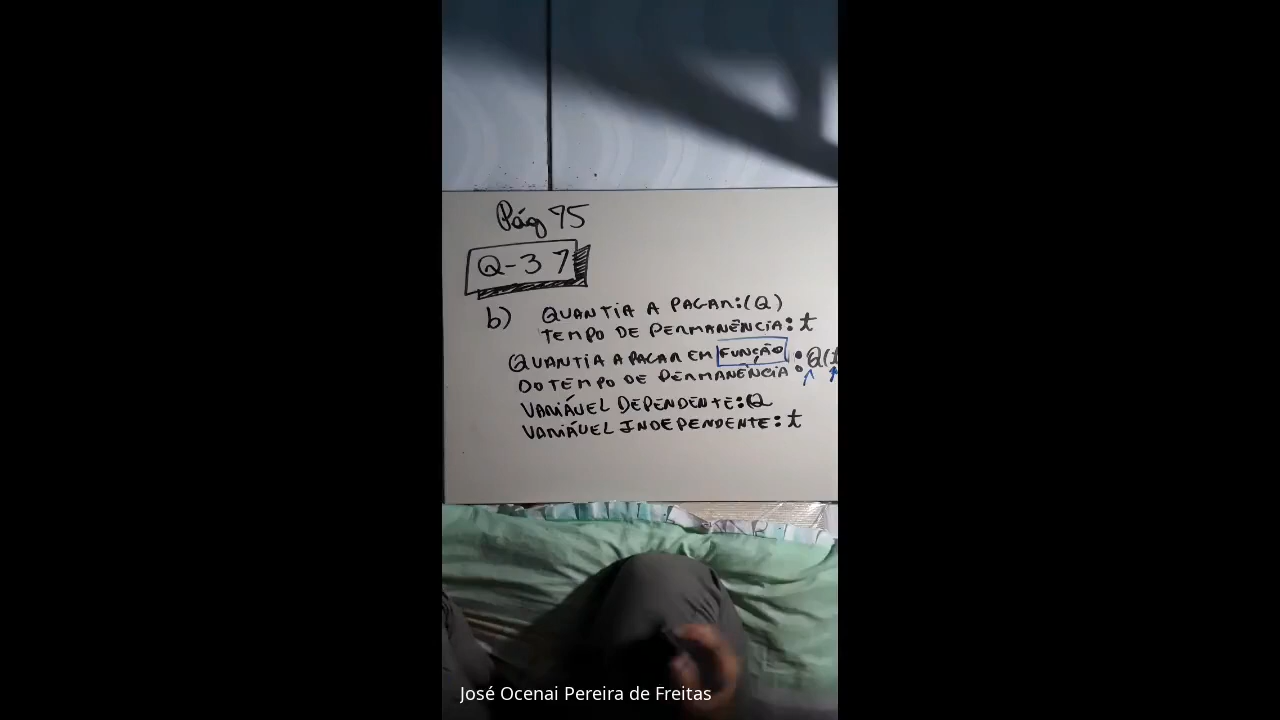 Pág 75
Q-37
b) QUANTIA A PAGAR:(Q)
TEMPO DE PERMANÊNCIA: t
QUANTIA A PAGAR EM FUNÇÃO
DO TEMPO DE PERMANÊNCIA : Q(t
VARIÁVEL DEPENDENTE: Q
VARIÁVEL INDEPENDENTE: t
José Ocenai Pereira de Freitas